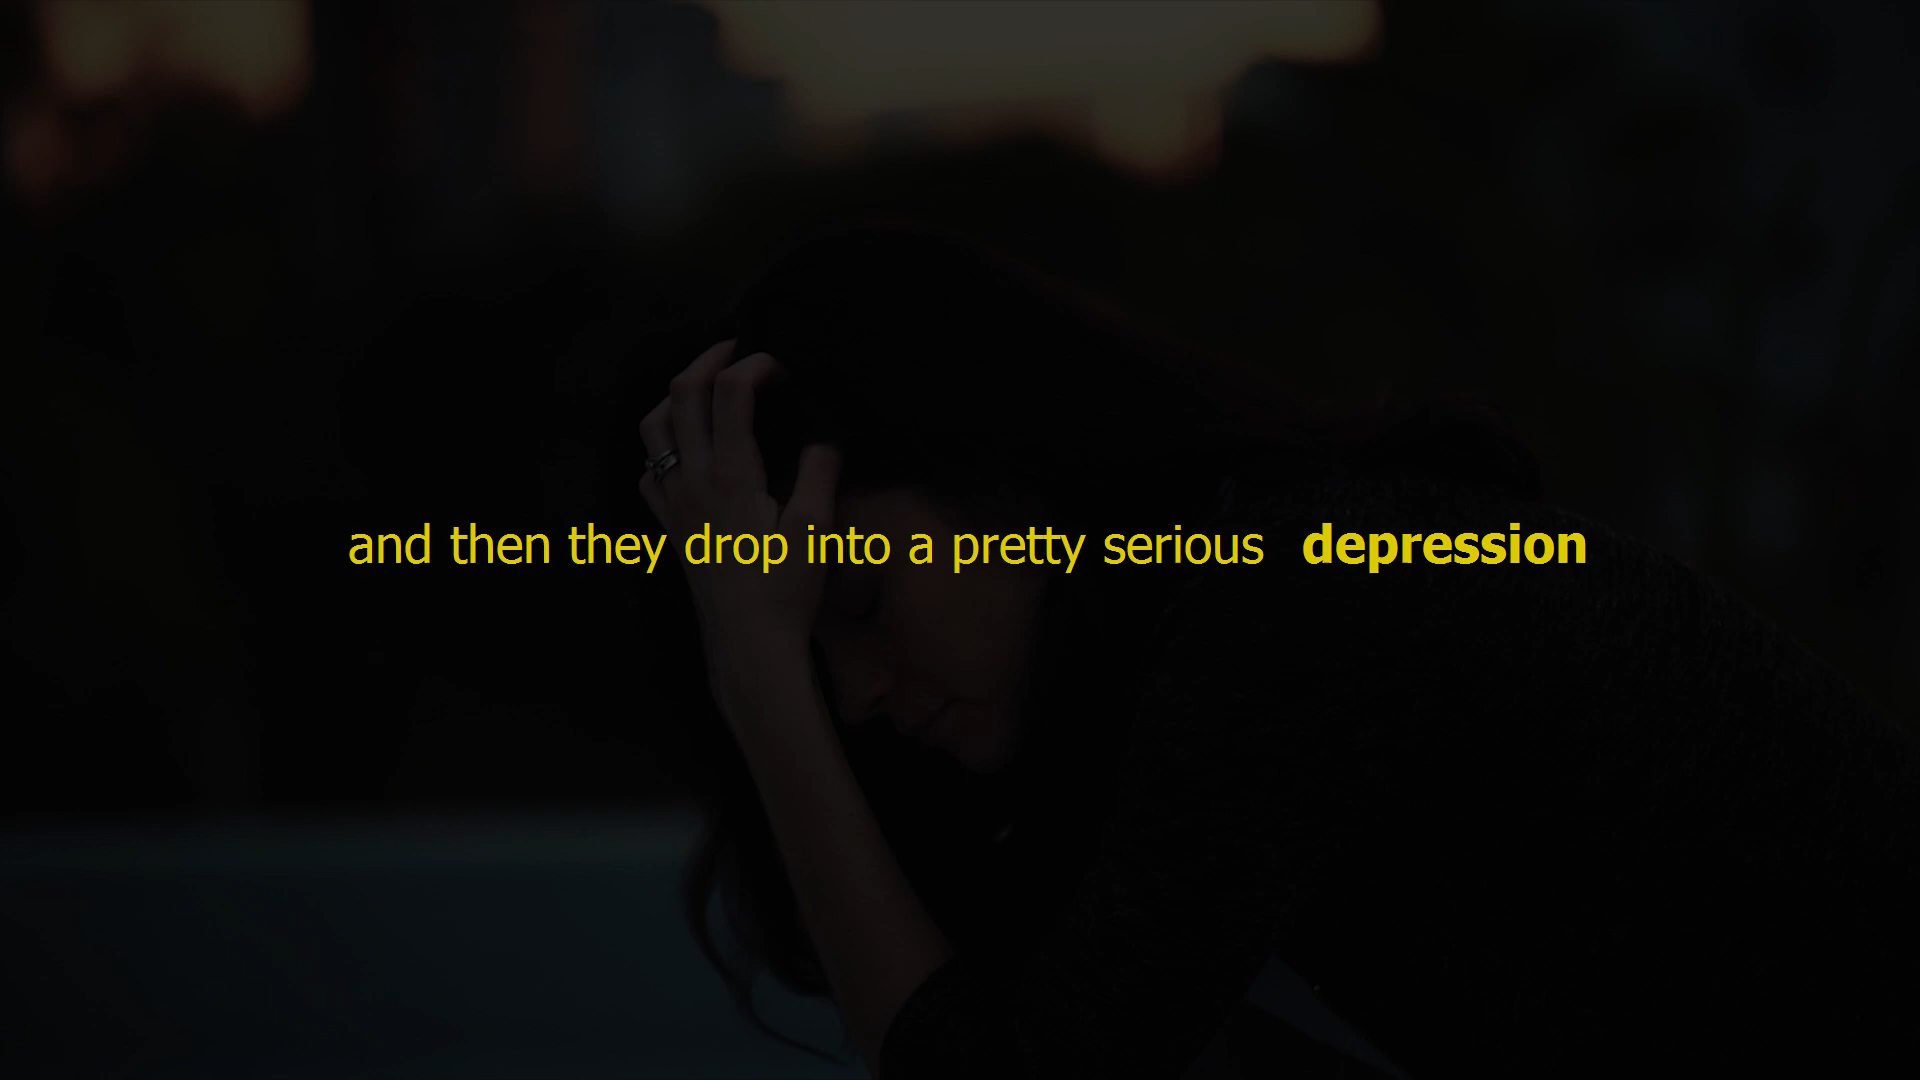 and then they drop into a pretty serious depression